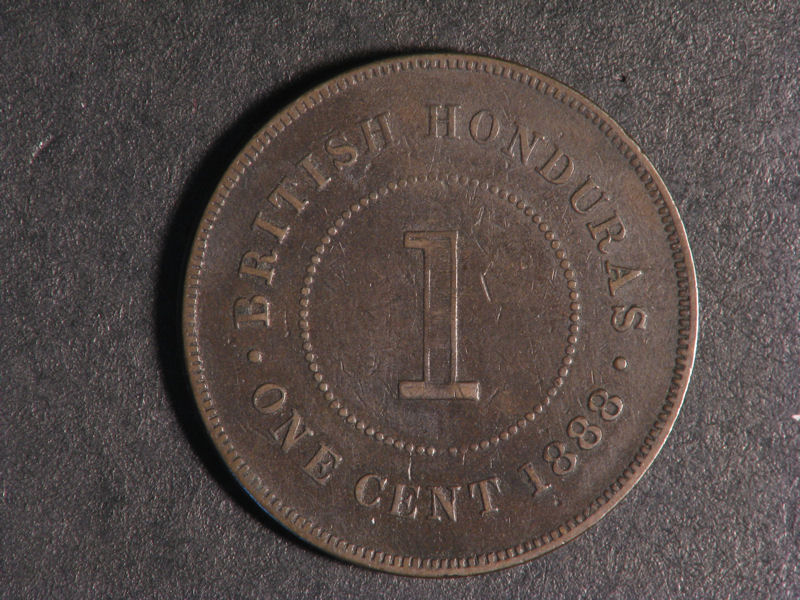 BRITISH HONDURAS
1
· ONE CENT 1888 ·